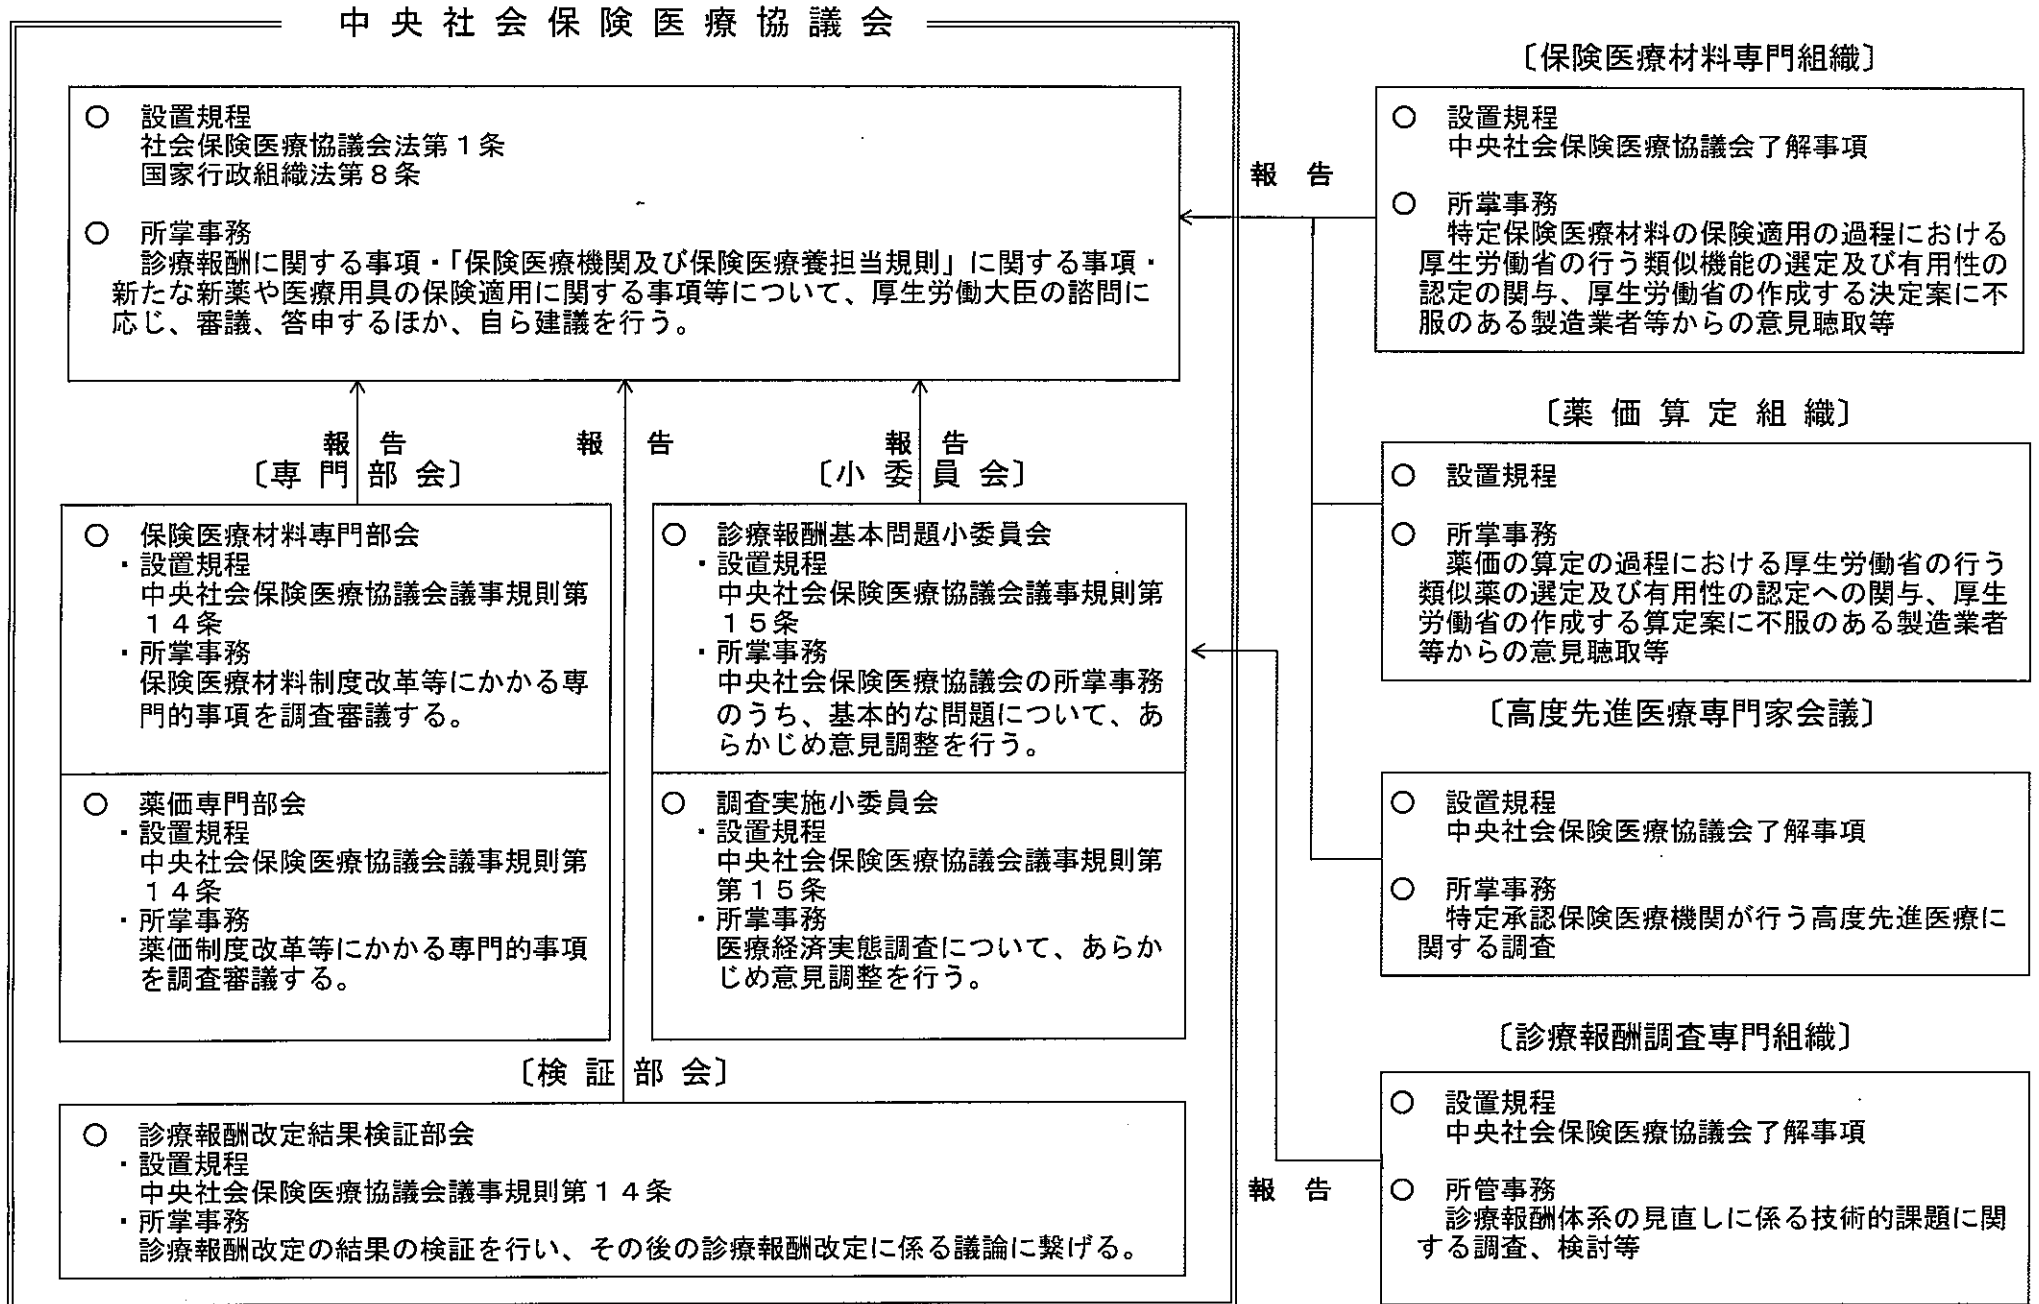 中央社会保険医療協議会
○ 設置規程
社会保険医療協議会法第１条
国家行政組織法第８条
○ 所掌事務
診療報酬に関する事項・「保険医療機関及び保険医療養担当規則」に関する事項・
新たな新薬や医療用具の保険適用に関する事項等について、厚生労働大臣の諮問に
応じ、審議、答申するほか、自ら建議を行う。
報告
報告
報告
〔専門部会〕
〔小委員会〕
○ 保険医療材料専門部会
・設置規程
中央社会保険医療協議会議事規則第
１４条
・所掌事務
保険医療材料制度改革等にかかる専
門的事項を調査審議する。
○ 薬価専門部会
・設置規程
中央社会保険医療協議会議事規則第
１４条
・所掌事務
薬価制度改革等にかかる専門的事項
を調査審議する。
○ 診療報酬基本問題小委員会
・設置規程
中央社会保険医療協議会議事規則第
１５条
・所掌事務
中央社会保険医療協議会の所掌事務
のうち、基本的な問題について、あ
らかじめ意見調整を行う。
○ 調査実施小委員会
・設置規程
中央社会保険医療協議会議事規則第
第１５条
・所掌事務
医療経済実態調査について、あらか
じめ意見調整を行う。
〔検証部会〕
○ 診療報酬改定結果検証部会
・設置規程
中央社会保険医療協議会議事規則第１４条
・所掌事務
診療報酬改定の結果の検証を行い、その後の診療報酬改定に係る議論に繋げる。
報告
〔保険医療材料専門組織〕
○ 設置規程
中央社会保険医療協議会了解事項
○ 所掌事務
特定保険医療材料の保険適用の過程における
厚生労働省の行う類似機能の選定及び有用性の
認定の関与、厚生労働省の作成する決定案に不
服のある製造業者等からの意見聴取等
〔薬価算定組織〕
○ 設置規程
○ 所掌事務
薬価の算定の過程における厚生労働省の行う
類似薬の選定及び有用性の認定への関与、厚生
労働省の作成する算定案に不服のある製造業者
等からの意見聴取等
〔高度先進医療専門家会議〕
○ 設置規程
中央社会保険医療協議会了解事項
○ 所掌事務
特定承認保険医療機関が行う高度先進医療に
関する調査
〔診療報酬調査専門組織〕
○ 設置規程
中央社会保険医療協議会了解事項
○ 所管事務
診療報酬体系の見直しに係る技術的課題に関
する調査、検討等
報告